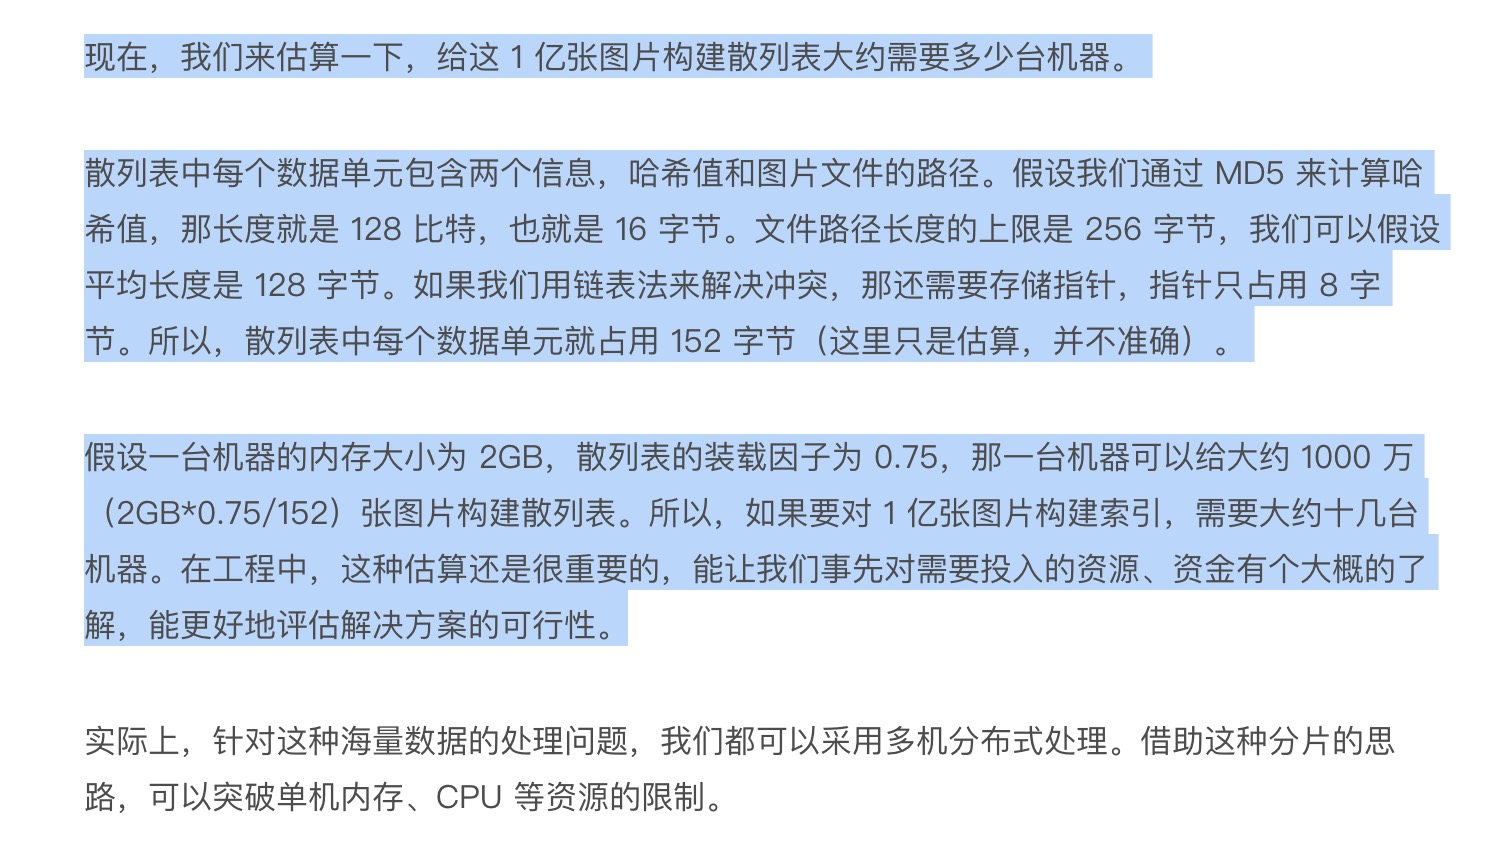 现在，我们来估算一下，给这 1 亿张图片构建散列表大约需要多少台机器。
散列表中每个数据单元包含两个信息，哈希值和图片文件的路径。假设我们通过 MD5 来计算哈
希值，那长度就是 128 比特，也就是 16 字节。文件路径长度的上限是 256 字节，我们可以假设
平均长度是 128 字节。如果我们用链表法来解决冲突，那还需要存储指针，指针只占用 8 字
节。所以，散列表中每个数据单元就占用 152 字节（这里只是估算，并不准确）。
假设一台机器的内存大小为 2GB，散列表的装载因子为 0.75，那一台机器可以给大约 1000 万
（2GB*0.75/152）张图片构建散列表。所以，如果要对 1 亿张图片构建索引，需要大约十几台
机器。在工程中，这种估算还是很重要的，能让我们事先对需要投入的资源、资金有个大概的了
解，能更好地评估解决方案的可行性。
实际上，针对这种海量数据的处理问题，我们都可以采用多机分布式处理。借助这种分片的思
路，可以突破单机内存、CPU 等资源的限制。